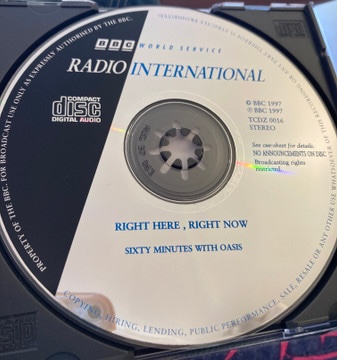 BBC WORLD SERVICE
RADIO INTERNATIONAL
COMPACT
disc
DIGITAL AUDIO
© BBC 1997
℗ BBC 1997
TCDZ 0016
STEREO
See case-sheet for details.
NO ANNOUNCEMENTS ON DISC
Broadcasting rights
restricted.
RIGHT HERE , RIGHT NOW
SIXTY MINUTES WITH OASIS
PROPERTY OF THE BBC. FOR BROADCAST USE ONLY AS EXPRESSLY AUTHORISED BY THE BBC.
COPYING, HIRING, LENDING, PUBLIC PERFORMANCE, SALE, RESALE OR ANY OTHER USE WHATSOEVER